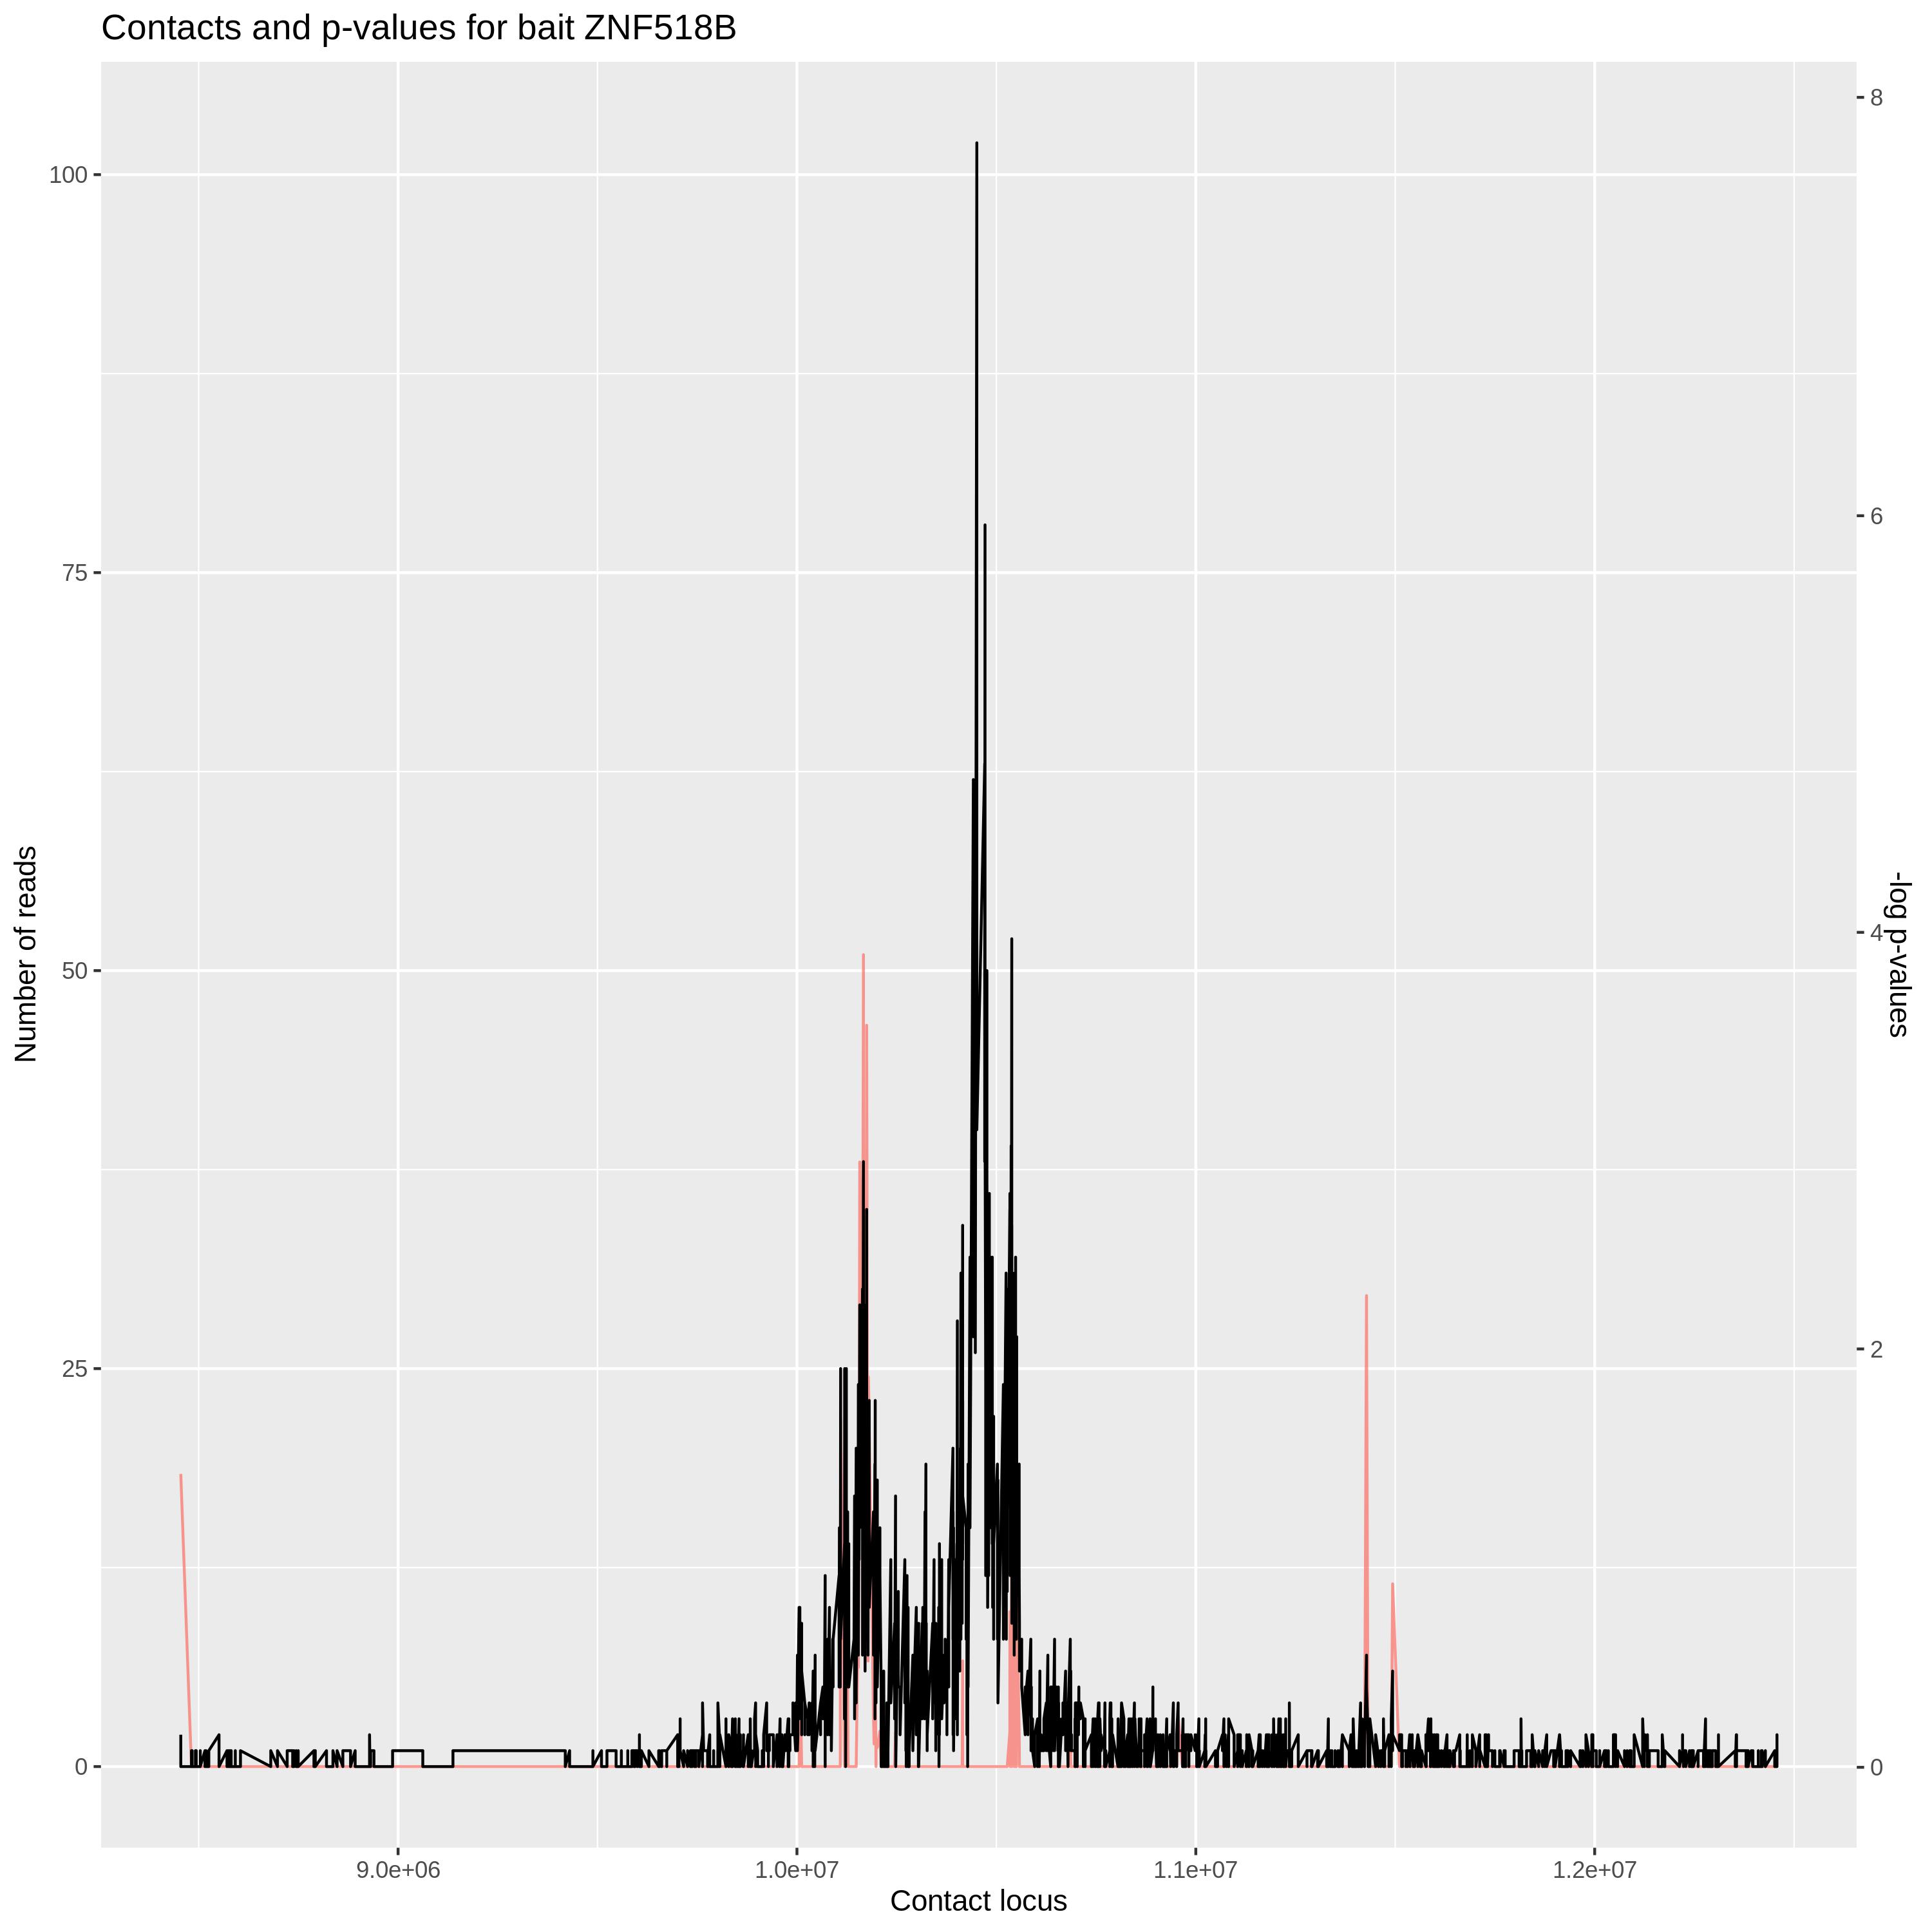 Contacts and p-values for bait ZNF518B
100
75
50
25
0
Number of reads
8
6
4
2
0
-log p-values
9.0e+06
1.0e+07
1.1e+07
1.2e+07
Contact locus